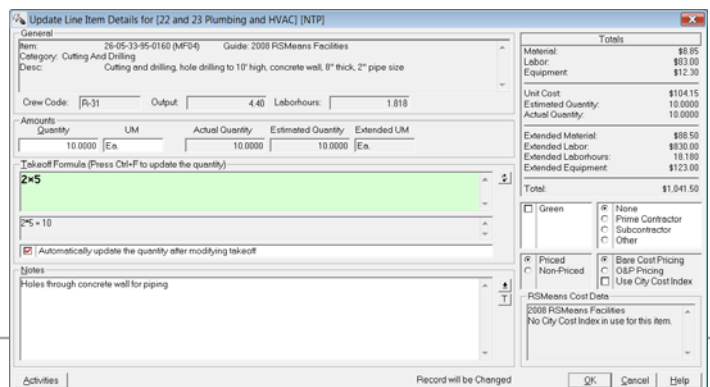 Update Line Item Details for [22 and 23 Plumbing and HVAC] [NTP]
General
Item: 26-05-33-95-0160 (MF04) Guide: 2008 RSMeans Facilities
Category: Cutting And Drilling
Desc: Cutting and drilling, hole drilling to 10' high, concrete wall, 8" thick, 2" pipe size
Crew Code: R-31 Output: 4.40 Laborhours: 1.818
Amounts
Quantity UM Actual Quantity Estimated Quantity Extended UM
10.0000 Ea. 10.0000 10.0000 Ea.
Takeoff Formula (Press Ctrl+F to update the quantity)
2*5
2*5 = 10
Automatically update the quantity after modifying takeoff
Notes
Holes through concrete wall for piping
T
Activities
Record will be Changed
Totals
Material: $8.85
Labor: $83.00
Equipment: $12.30
Unit Cost: $104.15
Estimated Quantity: 10.0000
Actual Quantity: 10.0000
Extended Material: $88.50
Extended Labor: $830.00
Extended Laborhours: 18.180
Extended Equipment: $123.00
Total: $1,041.50
Green
None
Prime Contractor
Subcontractor
Other
Priced
Non-Priced
Bare Cost Pricing
O&P Pricing
Use City Cost Index
RSMeans Cost Data
2008 RSMeans Facilities
No City Cost Index in use for this item.
OK Cancel Help